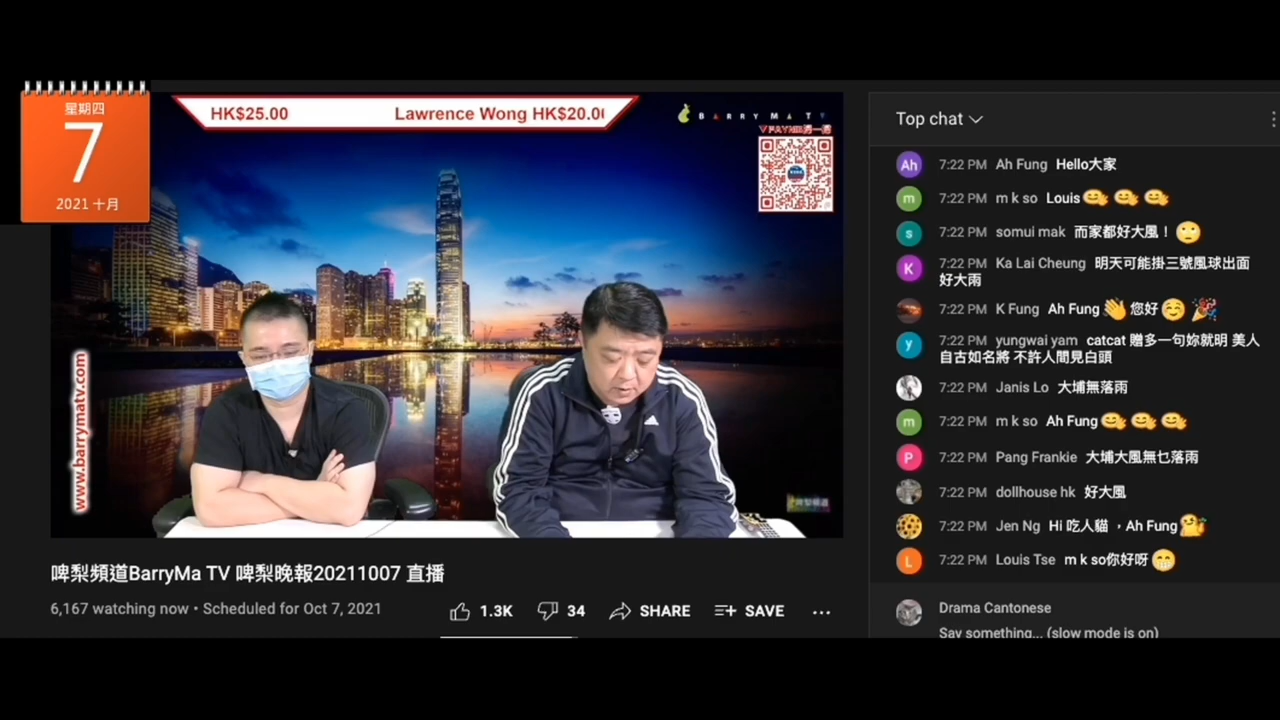 星期四
7
2021 十月
HK$25.00 Lawrence Wong HK$20.0
BARRY MA TV
www.barrymatv.com
啤梨頻道
啤梨頻道BarryMa TV 啤梨晚報20211007 直播
6,167 watching now • Scheduled for Oct 7, 2021
1.3K 34 SHARE SAVE
Top chat
Ah 7:22 PM Ah Fung Hello大家
m 7:22 PM m k so Louis
s 7:22 PM somui mak 而家都好大風！
K 7:22 PM Ka Lai Cheung 明天可能掛三號風球出面
好大雨
7:22 PM K Fung Ah Fung 您好
y 7:22 PM yungwai yam catcat 贈多一句妳就明 美人
自古如名將 不許人間見白頭
7:22 PM Janis Lo 大埔無落雨
m 7:22 PM m k so Ah Fung
P 7:22 PM Pang Frankie 大埔大風無乜落雨
7:22 PM dollhouse hk 好大風
7:22 PM Jen Ng Hi 吃人貓 ，Ah Fung
L 7:22 PM Louis Tse m k so你好呀
Drama Cantonese
Say something... (slow mode is on)